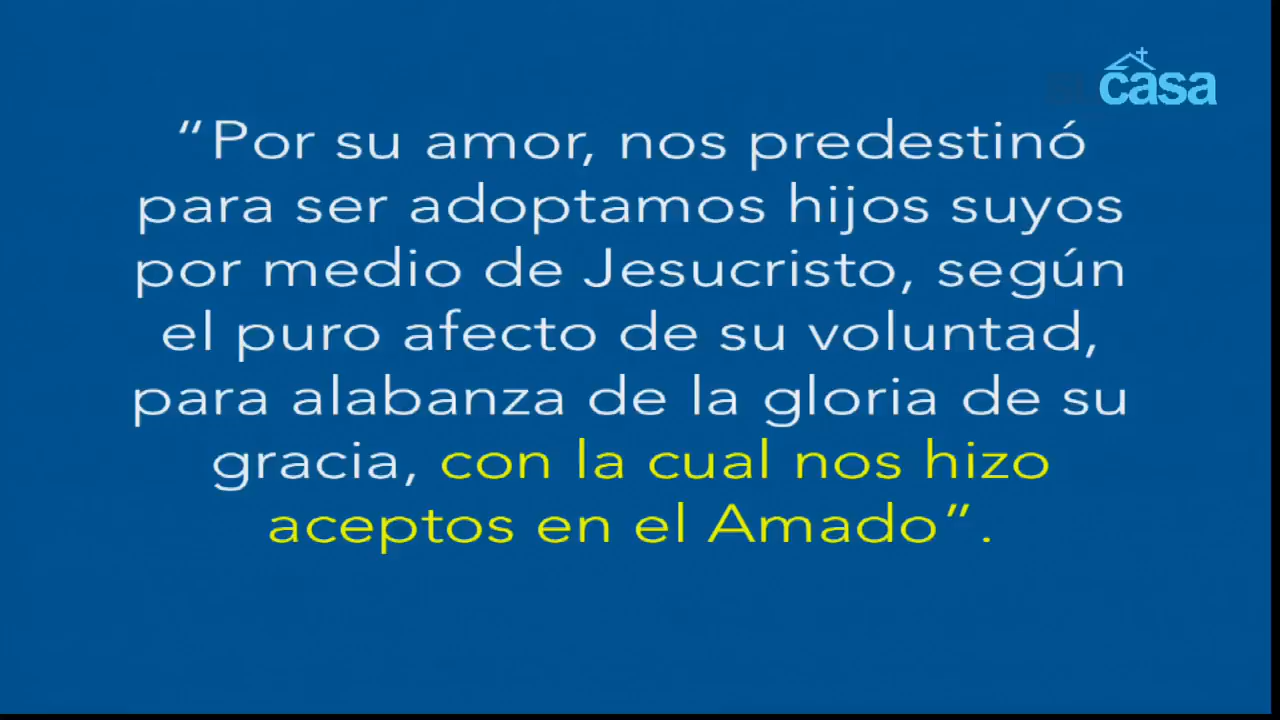 casa
“Por su amor, nos predestinó
para ser adoptamos hijos suyos
por medio de Jesucristo, según
el puro afecto de su voluntad,
para alabanza de la gloria de su
gracia, con la cual nos hizo
aceptos en el Amado”.